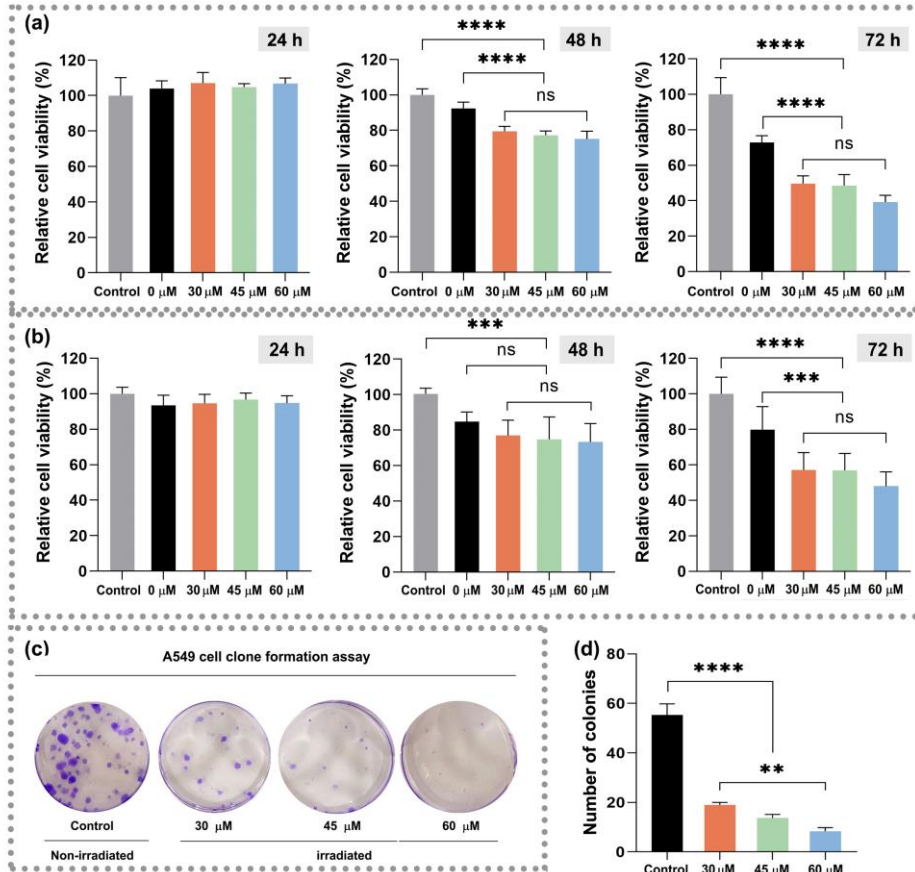 (a)
24 h
Relative cell viability (%)
120
100
80
60
40
20
0
Control 0 μM 30 μM 45 μM 60 μM
48 h
****
****
ns
Relative cell viability (%)
120
100
80
60
40
20
0
Control 0 μM 30 μM 45 μM 60 μM
72 h
****
****
ns
Relative cell viability (%)
120
100
80
60
40
20
0
Control 0 μM 30 μM 45 μM 60 μM
(b)
24 h
Relative cell viability (%)
120
100
80
60
40
20
0
Control 0 μM 30 μM 45 μM 60 μM
48 h
***
ns
ns
Relative cell viability (%)
120
100
80
60
40
20
0
Control 0 μM 30 μM 45 μM 60 μM
72 h
****
***
ns
Relative cell viability (%)
120
100
80
60
40
20
0
Control 0 μM 30 μM 45 μM 60 μM
(c)
A549 cell clone formation assay
Control 30 μM 45 μM 60 μM
Non-irradiated irradiated
(d)
****
**
Number of colonies
80
60
40
20
0
Control 30 μM 45 μM 60 μM